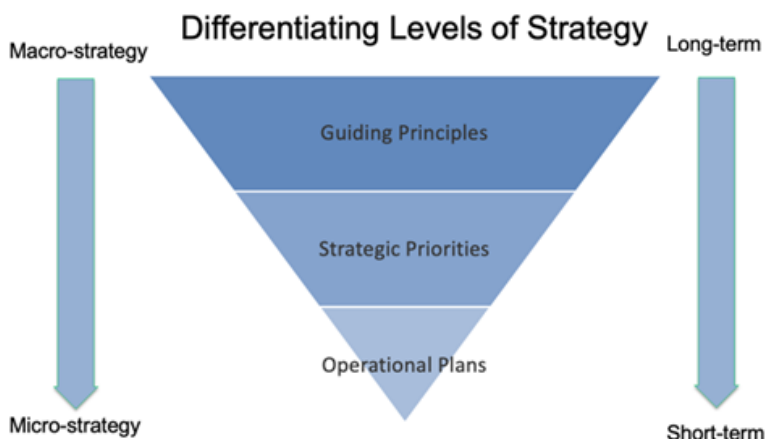 Differentiating Levels of Strategy
Macro-strategy
Long-term
Guiding Principles
Strategic Priorities
Operational Plans
Micro-strategy
Short-term